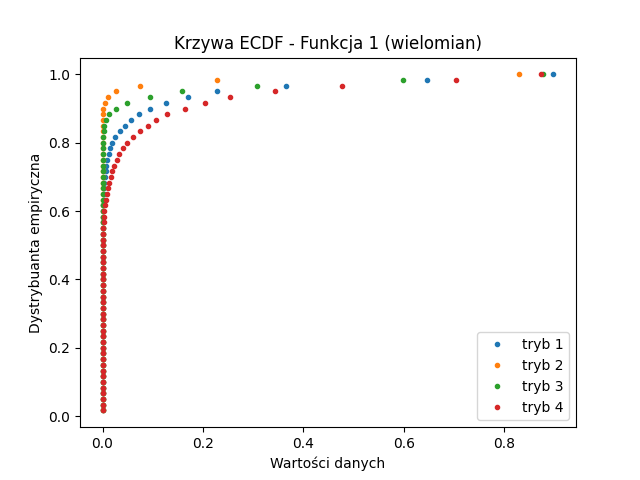 Krzywa ECDF - Funkcja 1 (wielomian)
1.0
0.8
0.6
0.4
0.2
0.0
Dystrybuanta empiryczna
tryb 1
tryb 2
tryb 3
tryb 4
0.0 0.2 0.4 0.6 0.8
Wartości danych